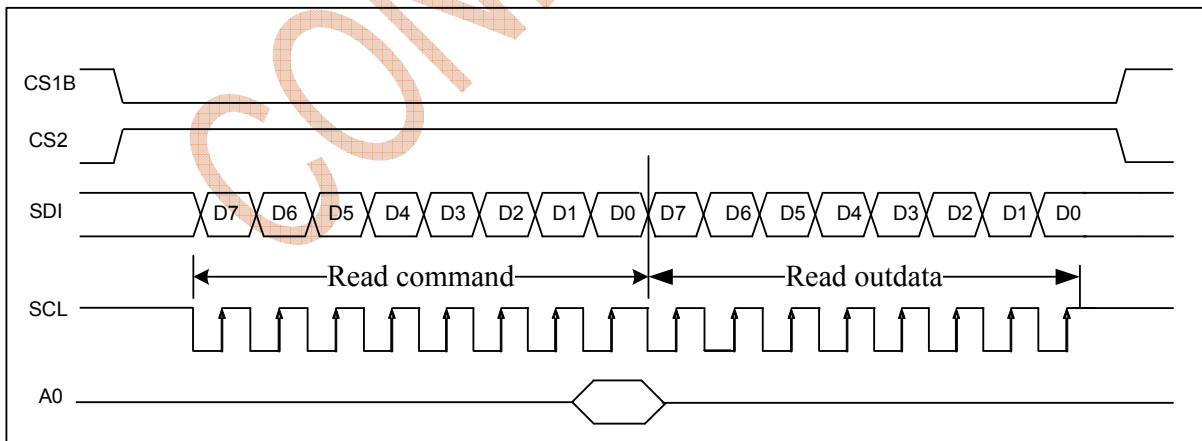 CS1B
CS2
SDI D7 D6 D5 D4 D3 D2 D1 D0 D7 D6 D5 D4 D3 D2 D1 D0
Read command Read outdata
SCL
A0